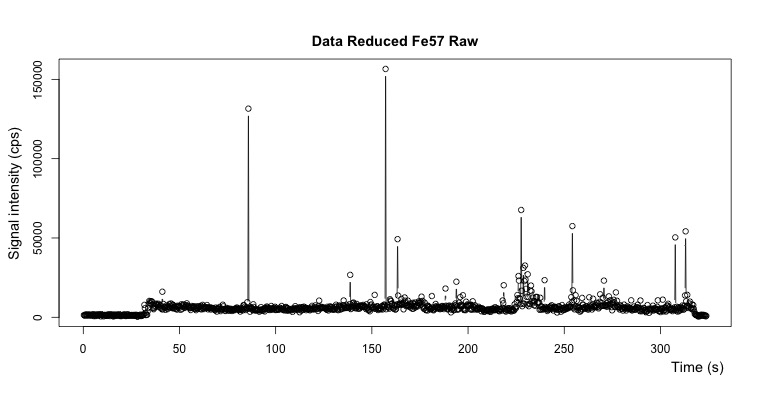 Data Reduced Fe57 Raw
Signal intensity (cps)
150000
100000
50000
0
0 50 100 150 200 250 300
Time (s)